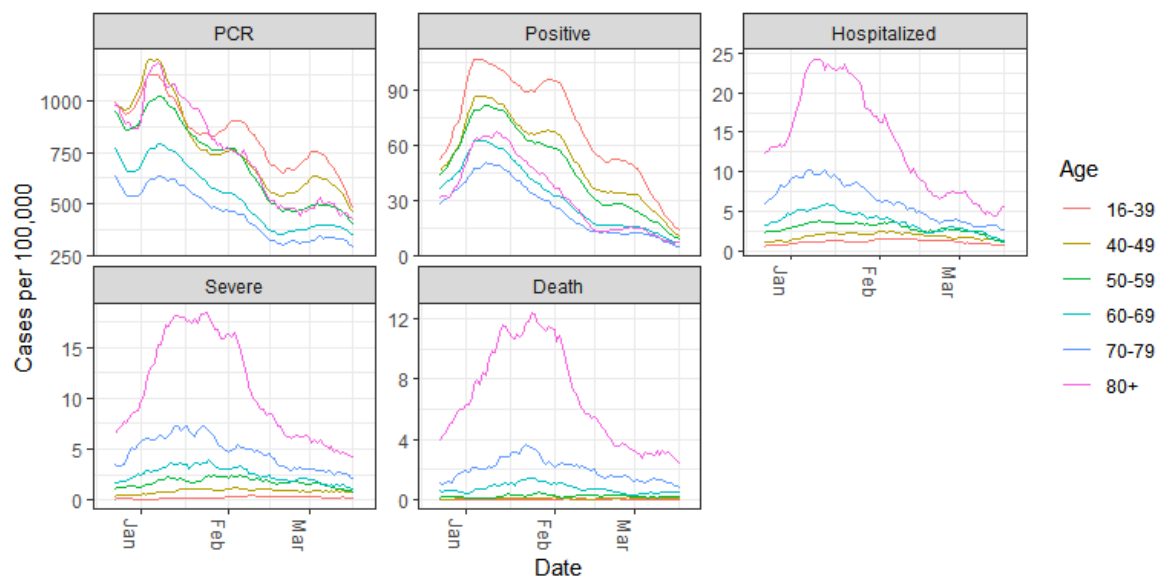 PCR
Positive
Hospitalized
Cases per 100,000
1000
750
500
250
90
60
30
0
25
20
15
10
5
0
Jan
Feb
Mar
Age
16-39
40-49
50-59
60-69
70-79
80+
Severe
Death
15
10
5
0
12
8
4
0
Jan
Feb
Mar
Jan
Feb
Mar
Date